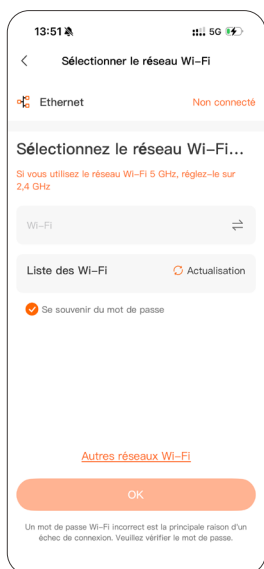 13:51
5G
Sélectionner le réseau Wi-Fi
Ethernet
Non connecté
Sélectionnez le réseau Wi-Fi...
Si vous utilisez le réseau Wi-Fi 5 GHz, réglez-le sur
2,4 GHz
Wi-Fi
Liste des Wi-Fi
Actualisation
Se souvenir du mot de passe
Autres réseaux Wi-Fi
OK
Un mot de passe Wi-Fi incorrect est la principale raison d'un
échec de connexion. Veuillez vérifier le mot de passe.